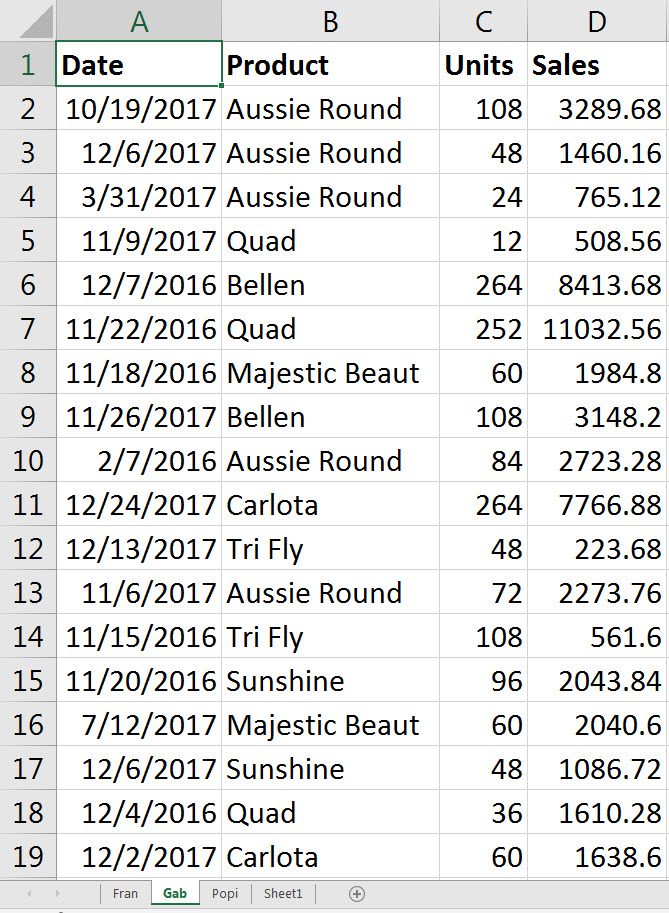 A B C D
1 Date Product Units Sales
2 10/19/2017 Aussie Round 108 3289.68
3 12/6/2017 Aussie Round 48 1460.16
4 3/31/2017 Aussie Round 24 765.12
5 11/9/2017 Quad 12 508.56
6 12/7/2016 Bellen 264 8413.68
7 11/22/2016 Quad 252 11032.56
8 11/18/2016 Majestic Beaut 60 1984.8
9 11/26/2017 Bellen 108 3148.2
10 2/7/2016 Aussie Round 84 2723.28
11 12/24/2017 Carlota 264 7766.88
12 12/13/2017 Tri Fly 48 223.68
13 11/6/2017 Aussie Round 72 2273.76
14 11/15/2016 Tri Fly 108 561.6
15 11/20/2016 Sunshine 96 2043.84
16 7/12/2017 Majestic Beaut 60 2040.6
17 12/6/2017 Sunshine 48 1086.72
18 12/4/2016 Quad 36 1610.28
19 12/2/2017 Carlota 60 1638.6
Fran Gab Popi Sheet1